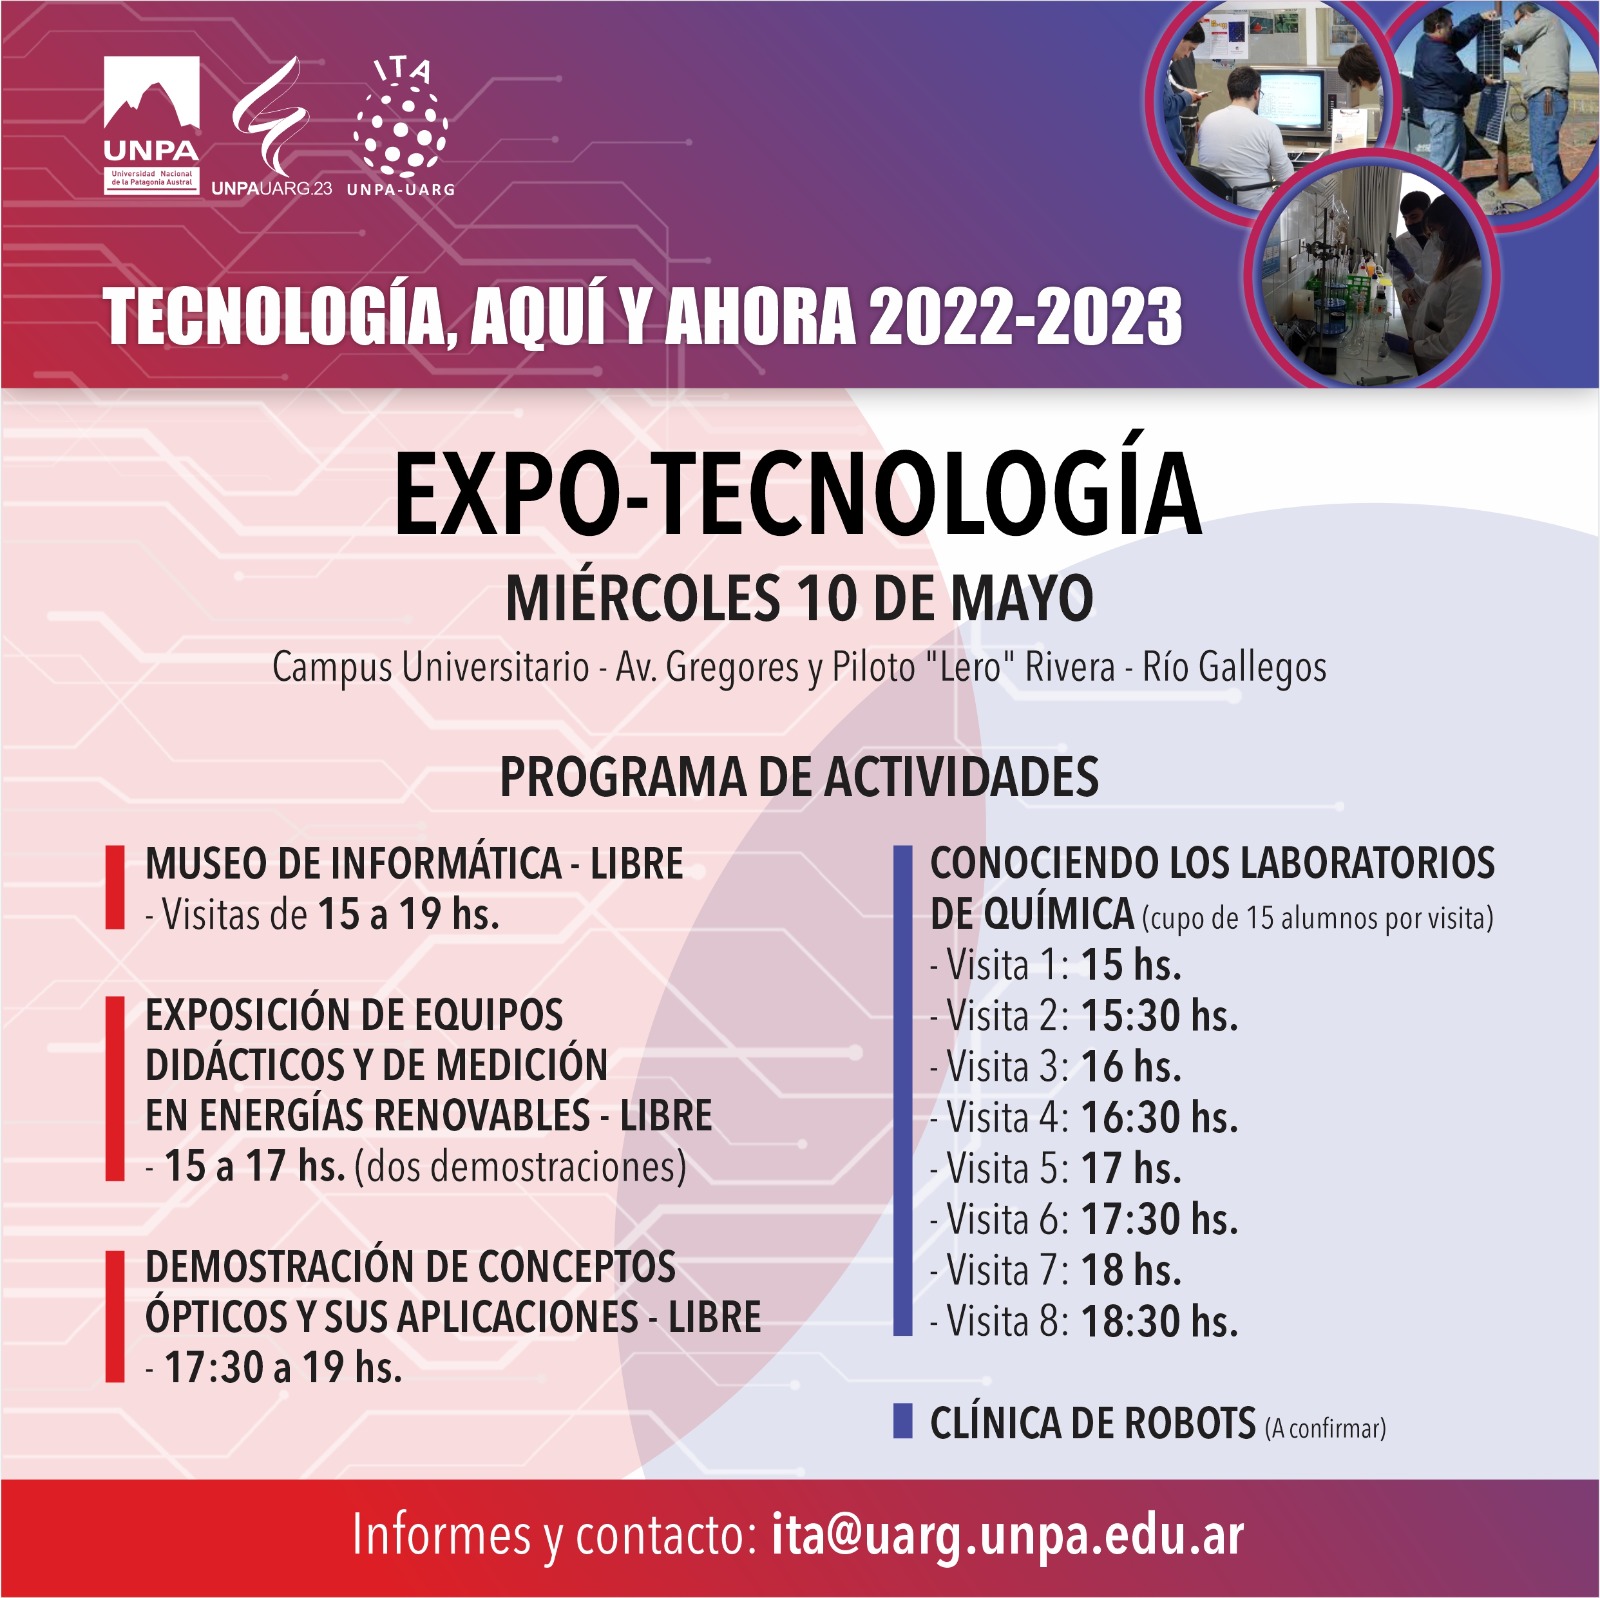 ITA
UNPA
Universidad Nacional
de la Patagonia Austral
UNPAUARG.23
UNPA-UARG
TECNOLOGÍA, AQUÍ Y AHORA 2022-2023
EXPO-TECNOLOGÍA
MIÉRCOLES 10 DE MAYO
Campus Universitario - Av. Gregores y Piloto "Lero" Rivera - Río Gallegos
PROGRAMA DE ACTIVIDADES
MUSEO DE INFORMÁTICA - LIBRE
- Visitas de 15 a 19 hs.
EXPOSICIÓN DE EQUIPOS
DIDÁCTICOS Y DE MEDICIÓN
EN ENERGÍAS RENOVABLES - LIBRE
- 15 a 17 hs. (dos demostraciones)
DEMOSTRACIÓN DE CONCEPTOS
ÓPTICOS Y SUS APLICACIONES - LIBRE
- 17:30 a 19 hs.
CONOCIENDO LOS LABORATORIOS
DE QUÍMICA (cupo de 15 alumnos por visita)
- Visita 1: 15 hs.
- Visita 2: 15:30 hs.
- Visita 3: 16 hs.
- Visita 4: 16:30 hs.
- Visita 5: 17 hs.
- Visita 6: 17:30 hs.
- Visita 7: 18 hs.
- Visita 8: 18:30 hs.
CLÍNICA DE ROBOTS (A confirmar)
Informes y contacto: ita@uarg.unpa.edu.ar